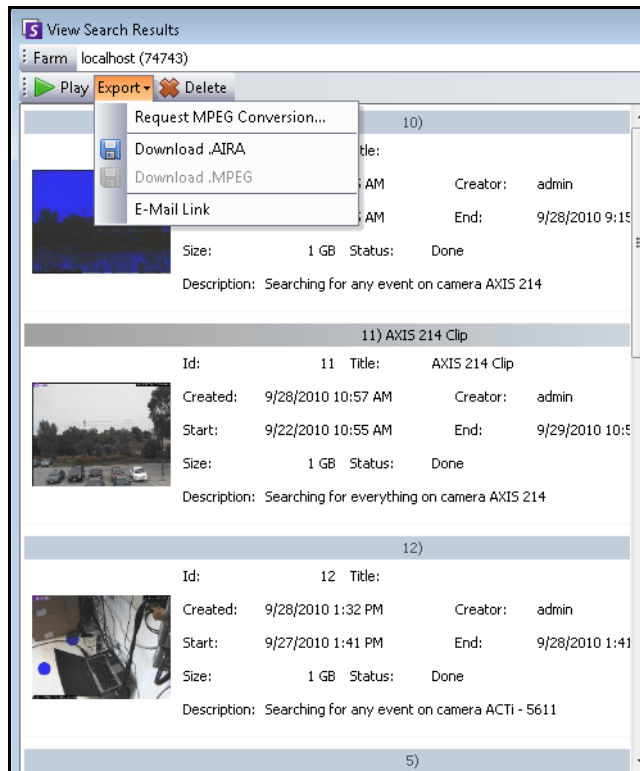 View Search Results
Farm localhost (74743)
Play Export Delete
Request MPEG Conversion...
Download .AIRA
Download .MPEG
E-Mail Link
10)
tle:
AM Creator: admin
AM End: 9/28/2010 9:15
Size: 1 GB Status: Done
Description: Searching for any event on camera AXIS 214
11) AXIS 214 Clip
Id: 11 Title: AXIS 214 Clip
Created: 9/28/2010 10:57 AM Creator: admin
Start: 9/22/2010 10:55 AM End: 9/29/2010 10:5
Size: 1 GB Status: Done
Description: Searching for everything on camera AXIS 214
12)
Id: 12 Title:
Created: 9/28/2010 1:32 PM Creator: admin
Start: 9/27/2010 1:41 PM End: 9/28/2010 1:41
Size: 1 GB Status: Done
Description: Searching for any event on camera ACTi - 5611
5)